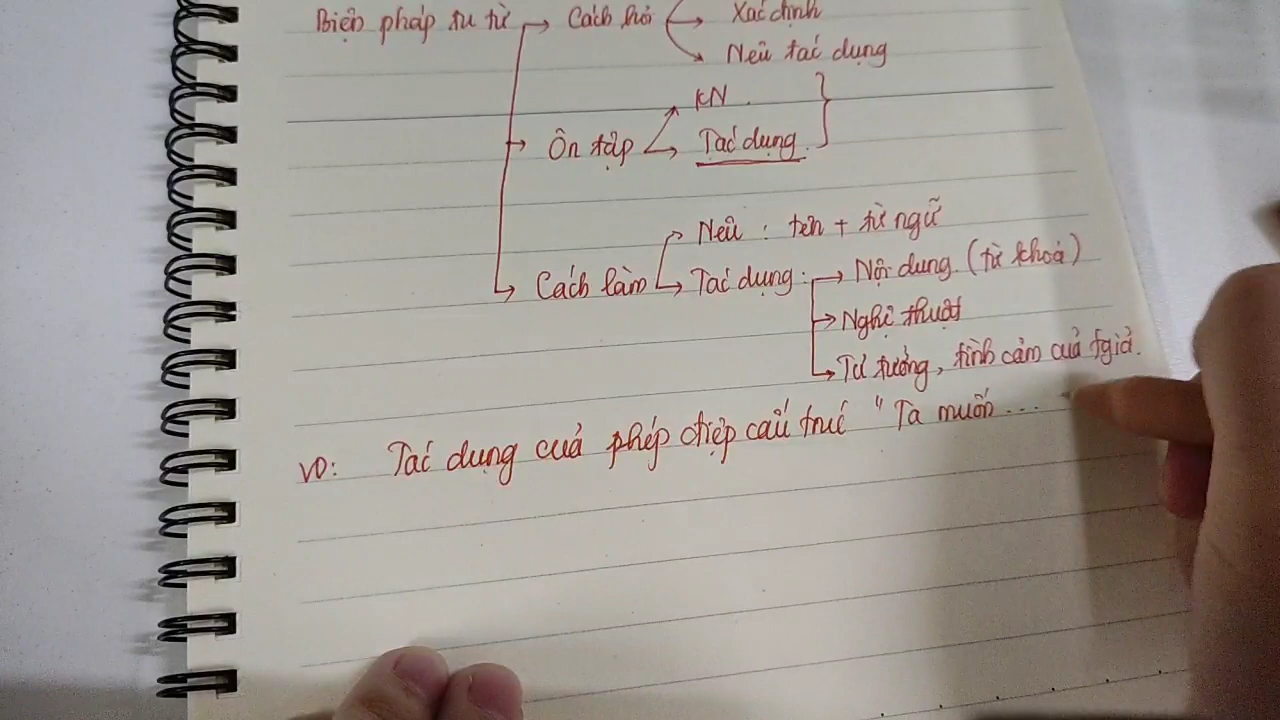 Biện pháp tu từ → Cách hỏi → Xác định
→ Nêu tác dụng
→ Ôn tập → KN
→ Tác dụng
→ Cách làm → Nêu : tên + từ ngữ
→ Tác dụng : → Nội dung (từ khoá)
→ Nghệ thuật
→ Tư tưởng, tình cảm của tgiả.
VD: Tác dụng của phép điệp cấu trúc "Ta muốn...